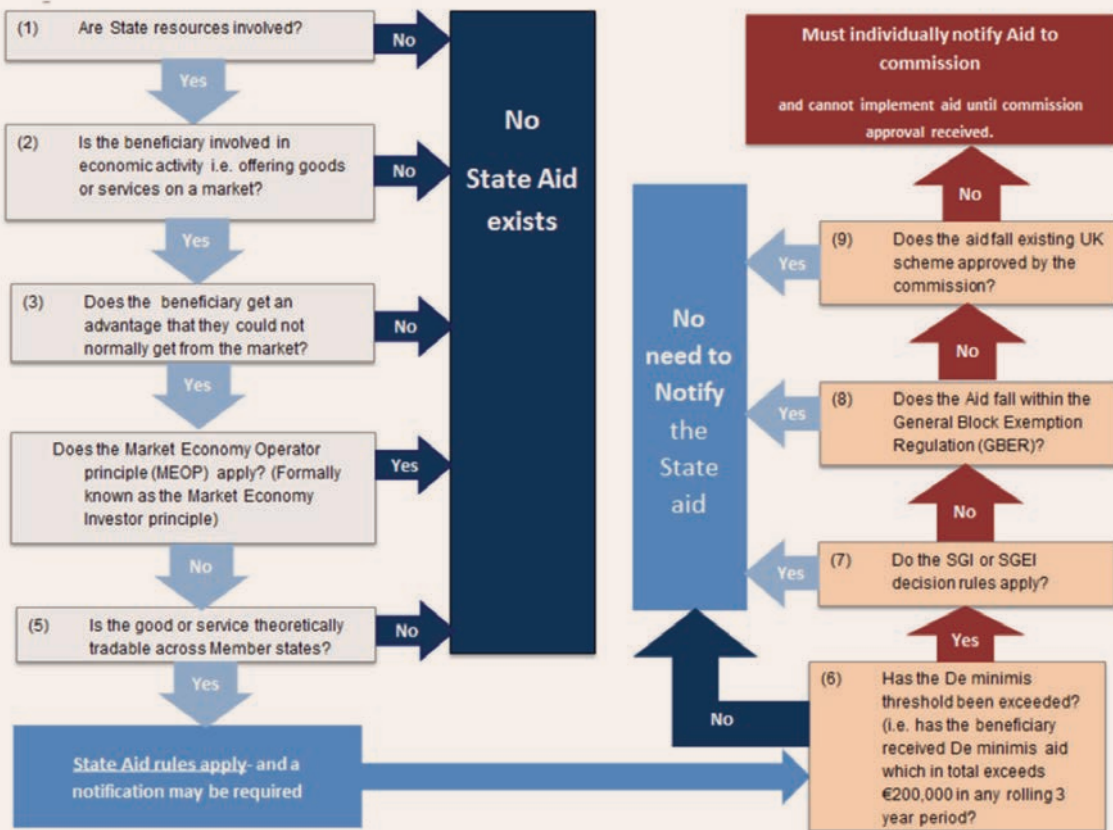 (1) Are State resources involved?
No
Yes
(2) Is the beneficiary involved in
economic activity i.e. offering goods
or services on a market?
No
Yes
(3) Does the beneficiary get an
advantage that they could not
normally get from the market?
No
Yes
Does the Market Economy Operator
principle (MEOP) apply? (Formally
known as the Market Economy
Investor principle)
Yes
No
(5) Is the good or service theoretically
tradable across Member states?
No
Yes
State Aid rules apply- and a
notification may be required
No
State Aid
exists
(6) Has the De minimis
threshold been exceeded?
(i.e. has the beneficiary
received De minimis aid
which in total exceeds
€200,000 in any rolling 3
year period?
No
Yes
(7) Do the SGI or SGEI
decision rules apply?
Yes
No
(8) Does the Aid fall within the
General Block Exemption
Regulation (GBER)?
Yes
No
(9) Does the aid fall existing UK
scheme approved by the
commission?
Yes
No
No
need to
Notify
the
State
aid
Must individually notify Aid to
commission
and cannot implement aid until commission
approval received.